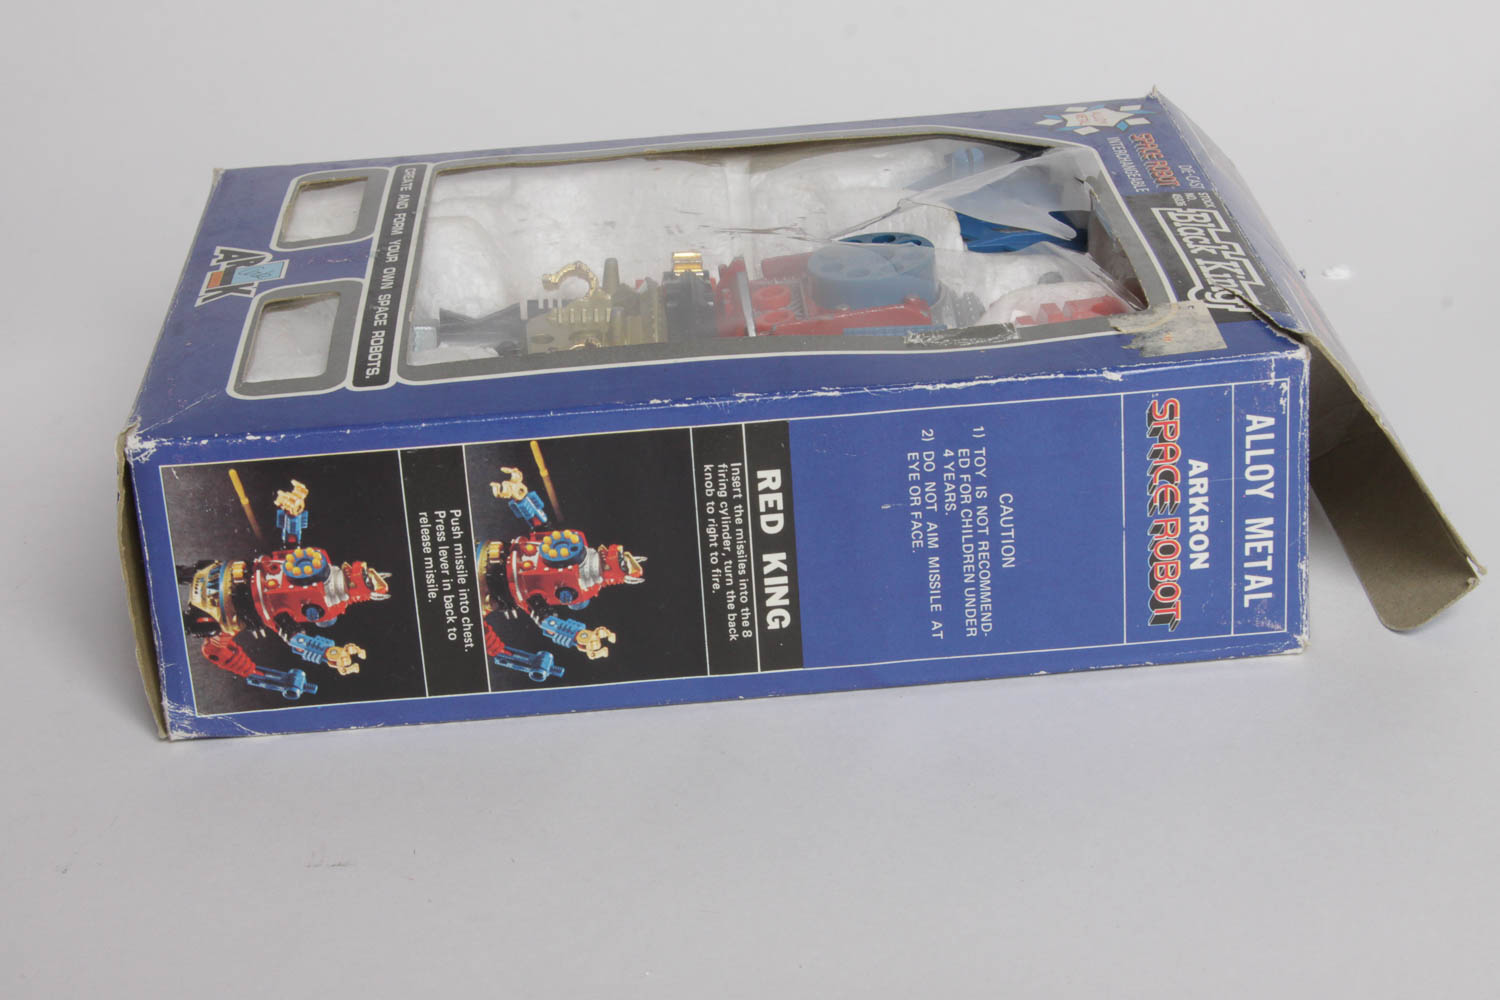 ALLOY METAL
ARKRON
SPACE ROBOT
CAUTION
1) TOY IS NOT RECOMMEND-
ED FOR CHILDREN UNDER
4 YEARS.
2) DO NOT AIM MISSILE AT
EYE OR FACE.
RED KING
Insert the missiles into the 8
firing cylinder, turn the back
knob to right to fire.
Push missile into chest.
Press lever in back to
release missile.
SPACE ROBOT
INTERCHANGEABLE
DIE-CAST
STOCK
NO.
Black King
CREATE AND FORM YOUR OWN SPACE ROBOTS.
ARK